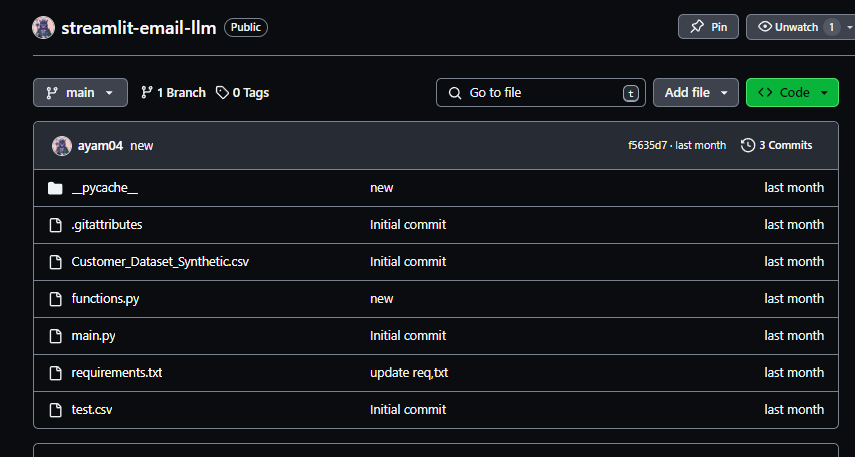 streamlit-email-llm Public Pin Unwatch 1
main 1 Branch 0 Tags Go to file t Add file Code
ayam04 new f5635d7 · last month 3 Commits
__pycache__ new last month
.gitattributes Initial commit last month
Customer_Dataset_Synthetic.csv Initial commit last month
functions.py new last month
main.py Initial commit last month
requirements.txt update req,txt last month
test.csv Initial commit last month